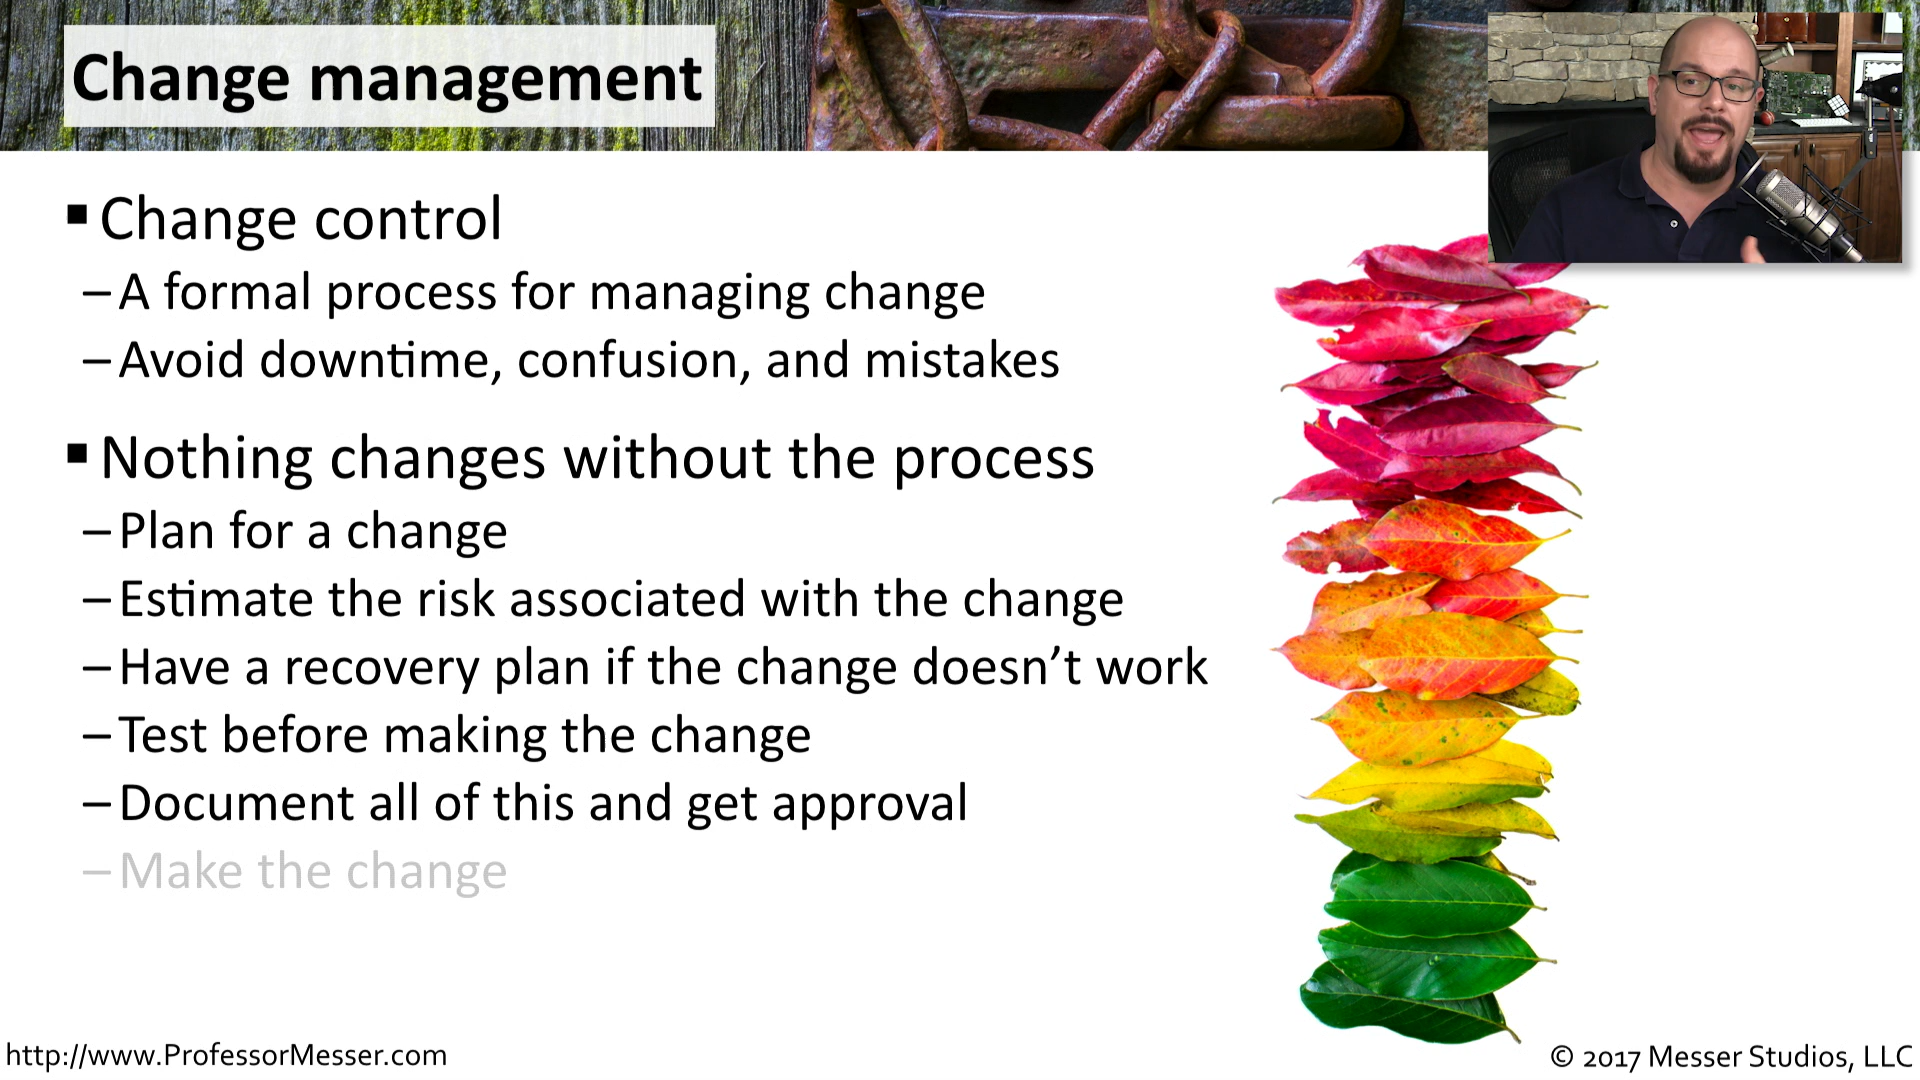 Change management
▪ Change control
– A formal process for managing change
– Avoid downtime, confusion, and mistakes
▪ Nothing changes without the process
– Plan for a change
– Estimate the risk associated with the change
– Have a recovery plan if the change doesn’t work
– Test before making the change
– Document all of this and get approval
– Make the change
http://www.ProfessorMesser.com
© 2017 Messer Studios, LLC